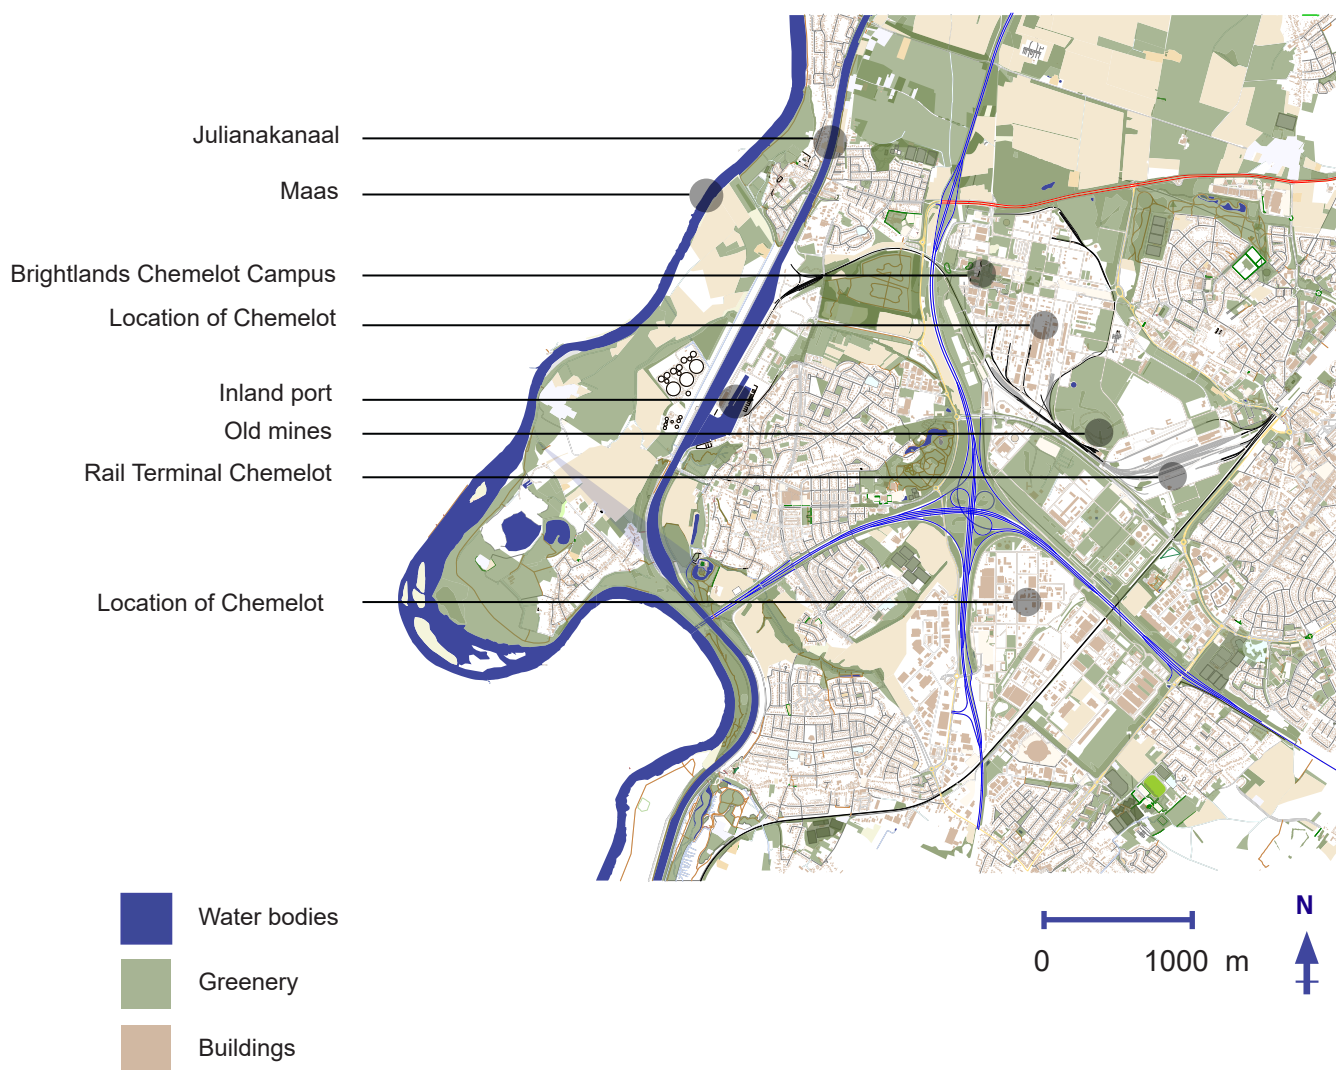 Julianakanaal
Maas
Brightlands Chemelot Campus
Location of Chemelot
Inland port
Old mines
Rail Terminal Chemelot
Location of Chemelot
Water bodies
Greenery
Buildings
0 1000 m
N